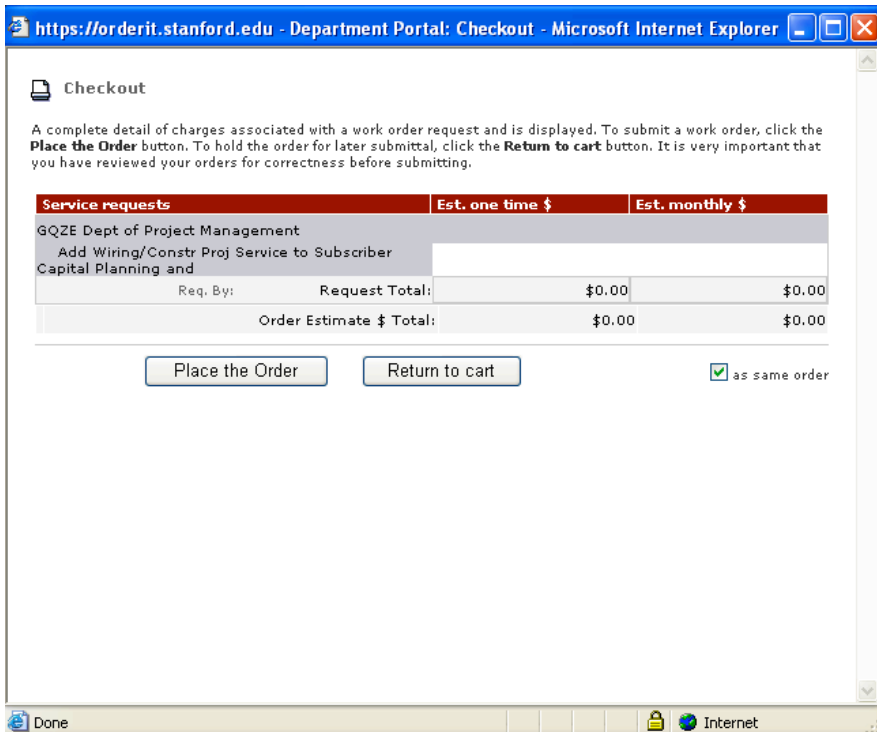 https://orderit.stanford.edu - Department Portal: Checkout - Microsoft Internet Explorer
Checkout
A complete detail of charges associated with a work order request and is displayed. To submit a work order, click the
Place the Order button. To hold the order for later submittal, click the Return to cart button. It is very important that
you have reviewed your orders for correctness before submitting.
Service requests Est. one time $ Est. monthly $
GQZE Dept of Project Management
Add Wiring/Constr Proj Service to Subscriber
Capital Planning and
Req. By: Request Total: $0.00 $0.00
Order Estimate $ Total: $0.00 $0.00
Place the Order Return to cart as same order
Done Internet